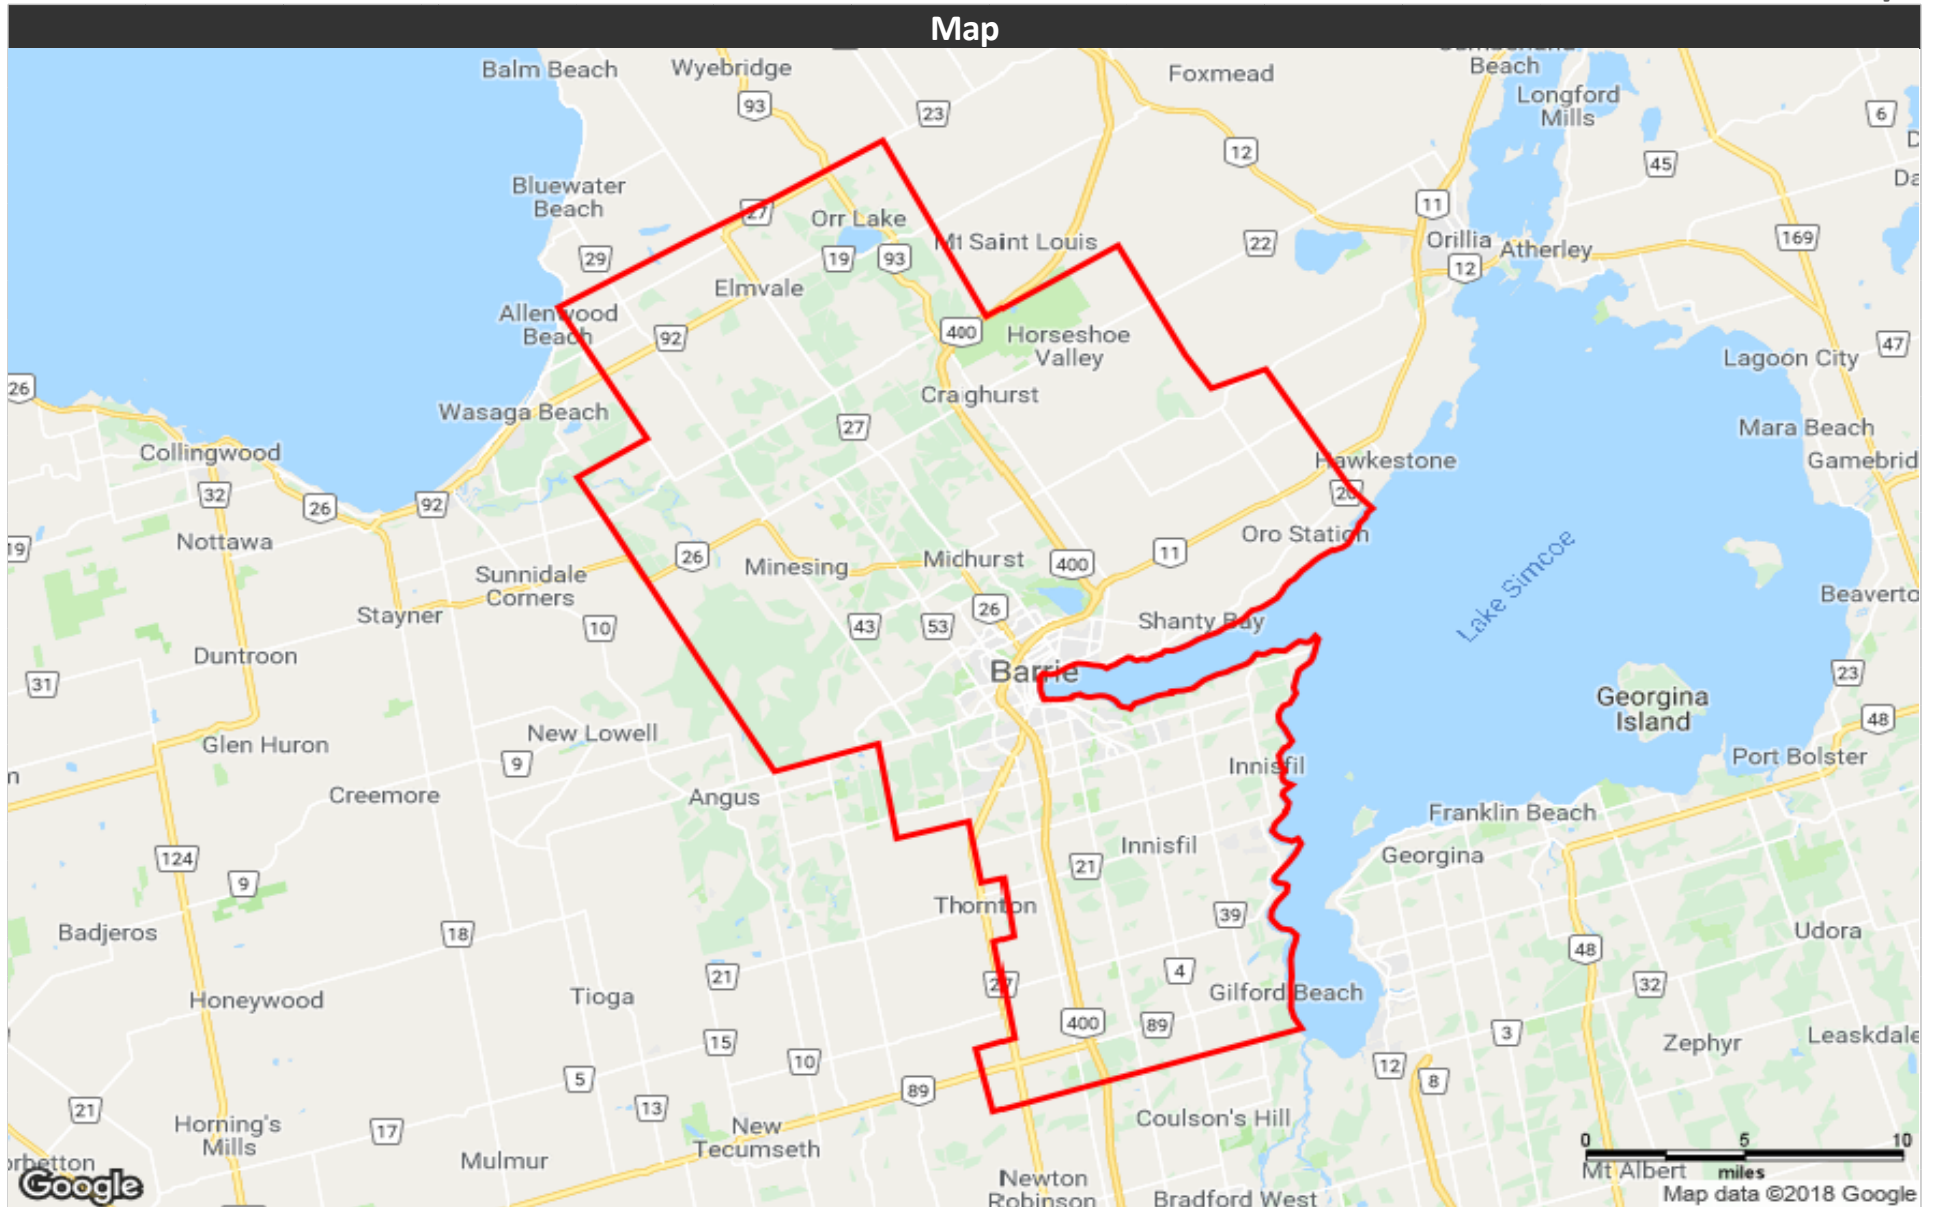 Map
Balm Beach
Wyebridge
Foxmead
Beach
93
23
Longford
Mills
6
12
45
Bluewater
Beach
27
Orr Lake
11
29
19
93
Mt Saint Louis
22
Orillia
Atherley
169
12
Elmvale
Allenwood
Beach
92
400
Horseshoe
Valley
47
Lagoon City
26
Wasaga Beach
Craighurst
27
Mara Beach
Collingwood
Hawkestone
Gamebrid
32
26
92
20
Nottawa
19
Oro Station
Sunnidale
Corners
26
Minesing
Midhurst
400
11
Lake Simcoe
Stayner
10
43
53
26
Shanty Bay
Beaverto
Duntroon
31
Barrie
23
Georgina
Island
48
Glen Huron
New Lowell
9
Innisfil
Port Bolster
Creemore
Angus
Franklin Beach
124
9
21
Innisfil
Georgina
Badjeros
18
Thornton
39
Udora
48
21
27
4
32
Honeywood
Tioga
Gilford Beach
15
10
400
89
3
Zephyr
Leaskdale
5
89
12
8
21
13
Horning's
Mills
17
New
Tecumseth
Coulson's Hill
Mulmur
0 5 10
miles
Mt Albert
orbetton
Google
Newton
Robinson
Bradford West
Map data ©2018 Google